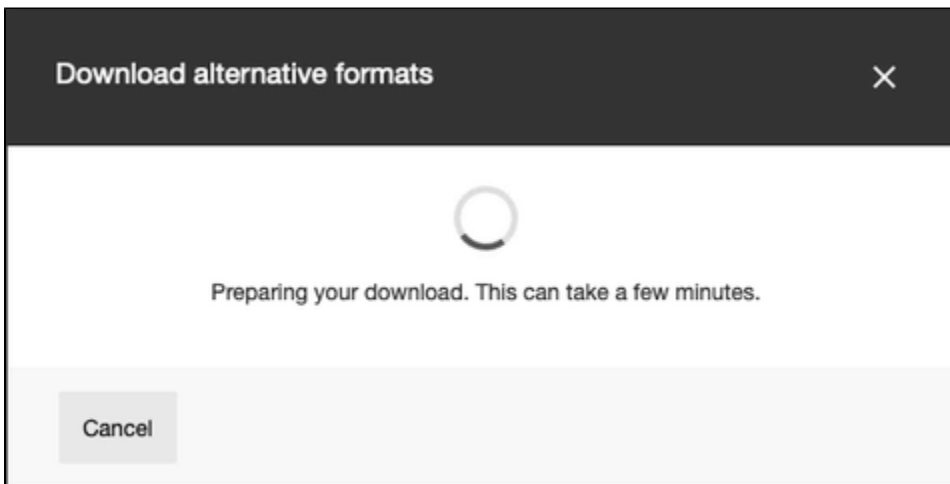 Download alternative formats
Preparing your download. This can take a few minutes.
Cancel